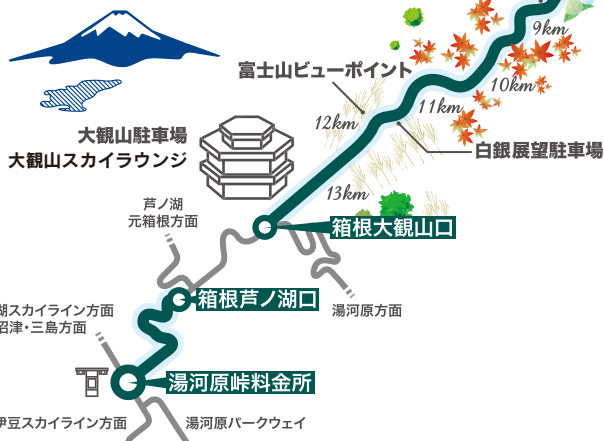 9km
10km
富士山ビューポイント
11km
12km
大観山駐車場
大観山スカイラウンジ
白銀展望駐車場
13km
芦ノ湖
元箱根方面
箱根大観山口
箱根芦ノ湖口
湖スカイライン方面
沼津・三島方面
湯河原方面
湯河原峠料金所
伊豆スカイライン方面
湯河原パークウェイ